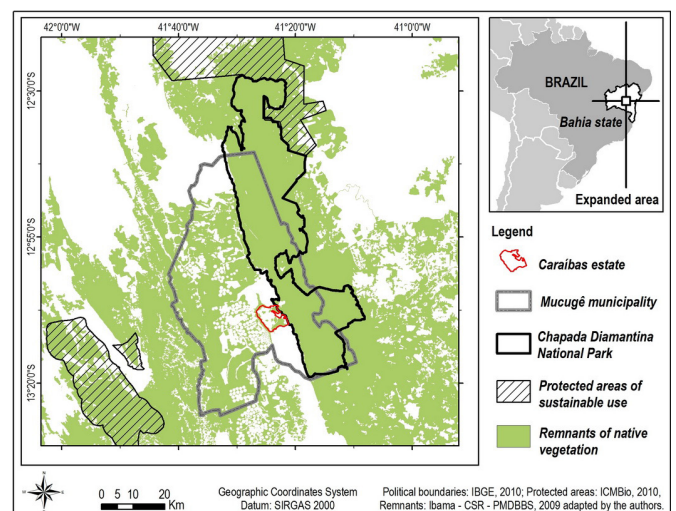 42°0'0"W 41°40'0"W 41°20'0"W 41°0'0"W
12°30'0"S
12°55'0"S
13°20'0"S
BRAZIL
Bahia state
Expanded area
Legend
Caraíbas estate
Mucugê municipality
Chapada Diamantina
National Park
Protected areas of
sustainable use
Remnants of native
vegetation
N
0 5 10 20
Km
Geographic Coordinates System
Datum: SIRGAS 2000
Political boundaries: IBGE, 2010; Protected areas: ICMBio, 2010,
Remnants: Ibama - CSR - PMDBBS, 2009 adapted by the authors.